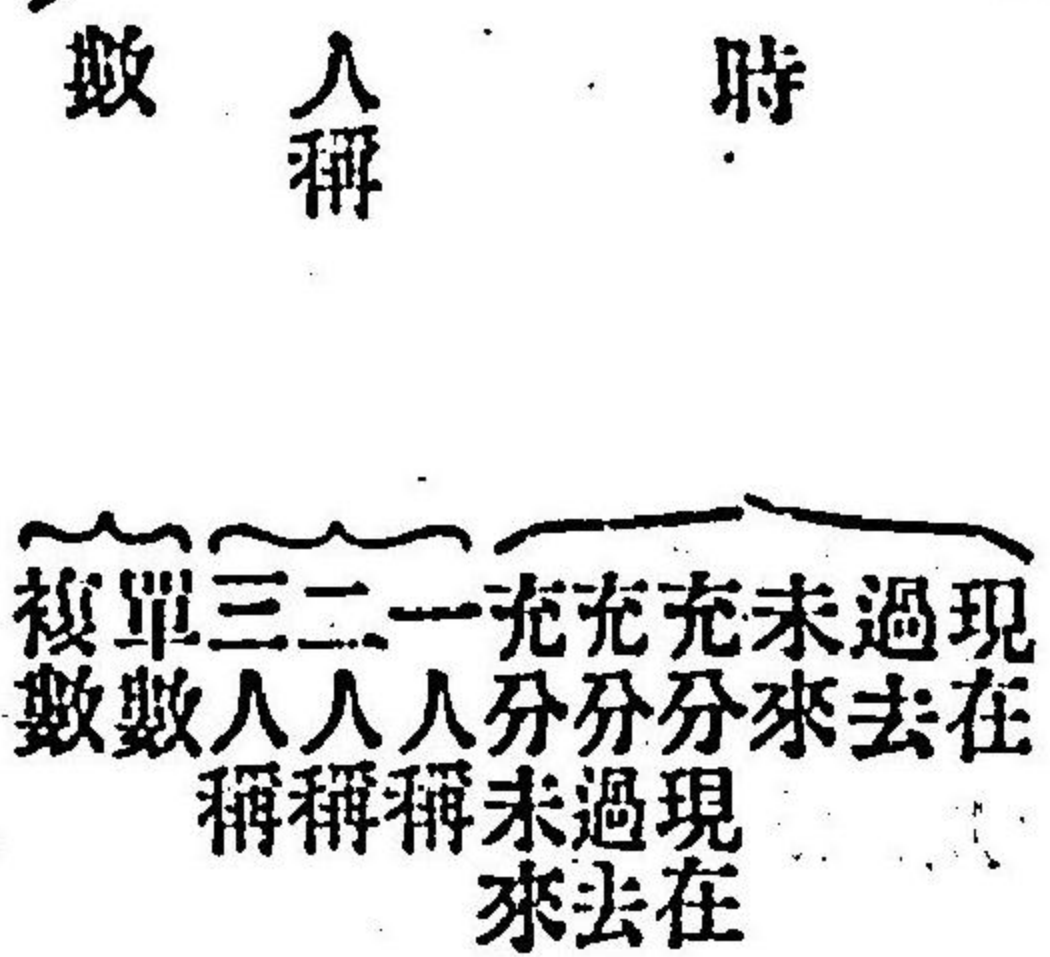 時
現在
過去
未來
充分現在
充分過去
充分未來
人稱
一人稱
二人稱
三人稱
數
單數
複數